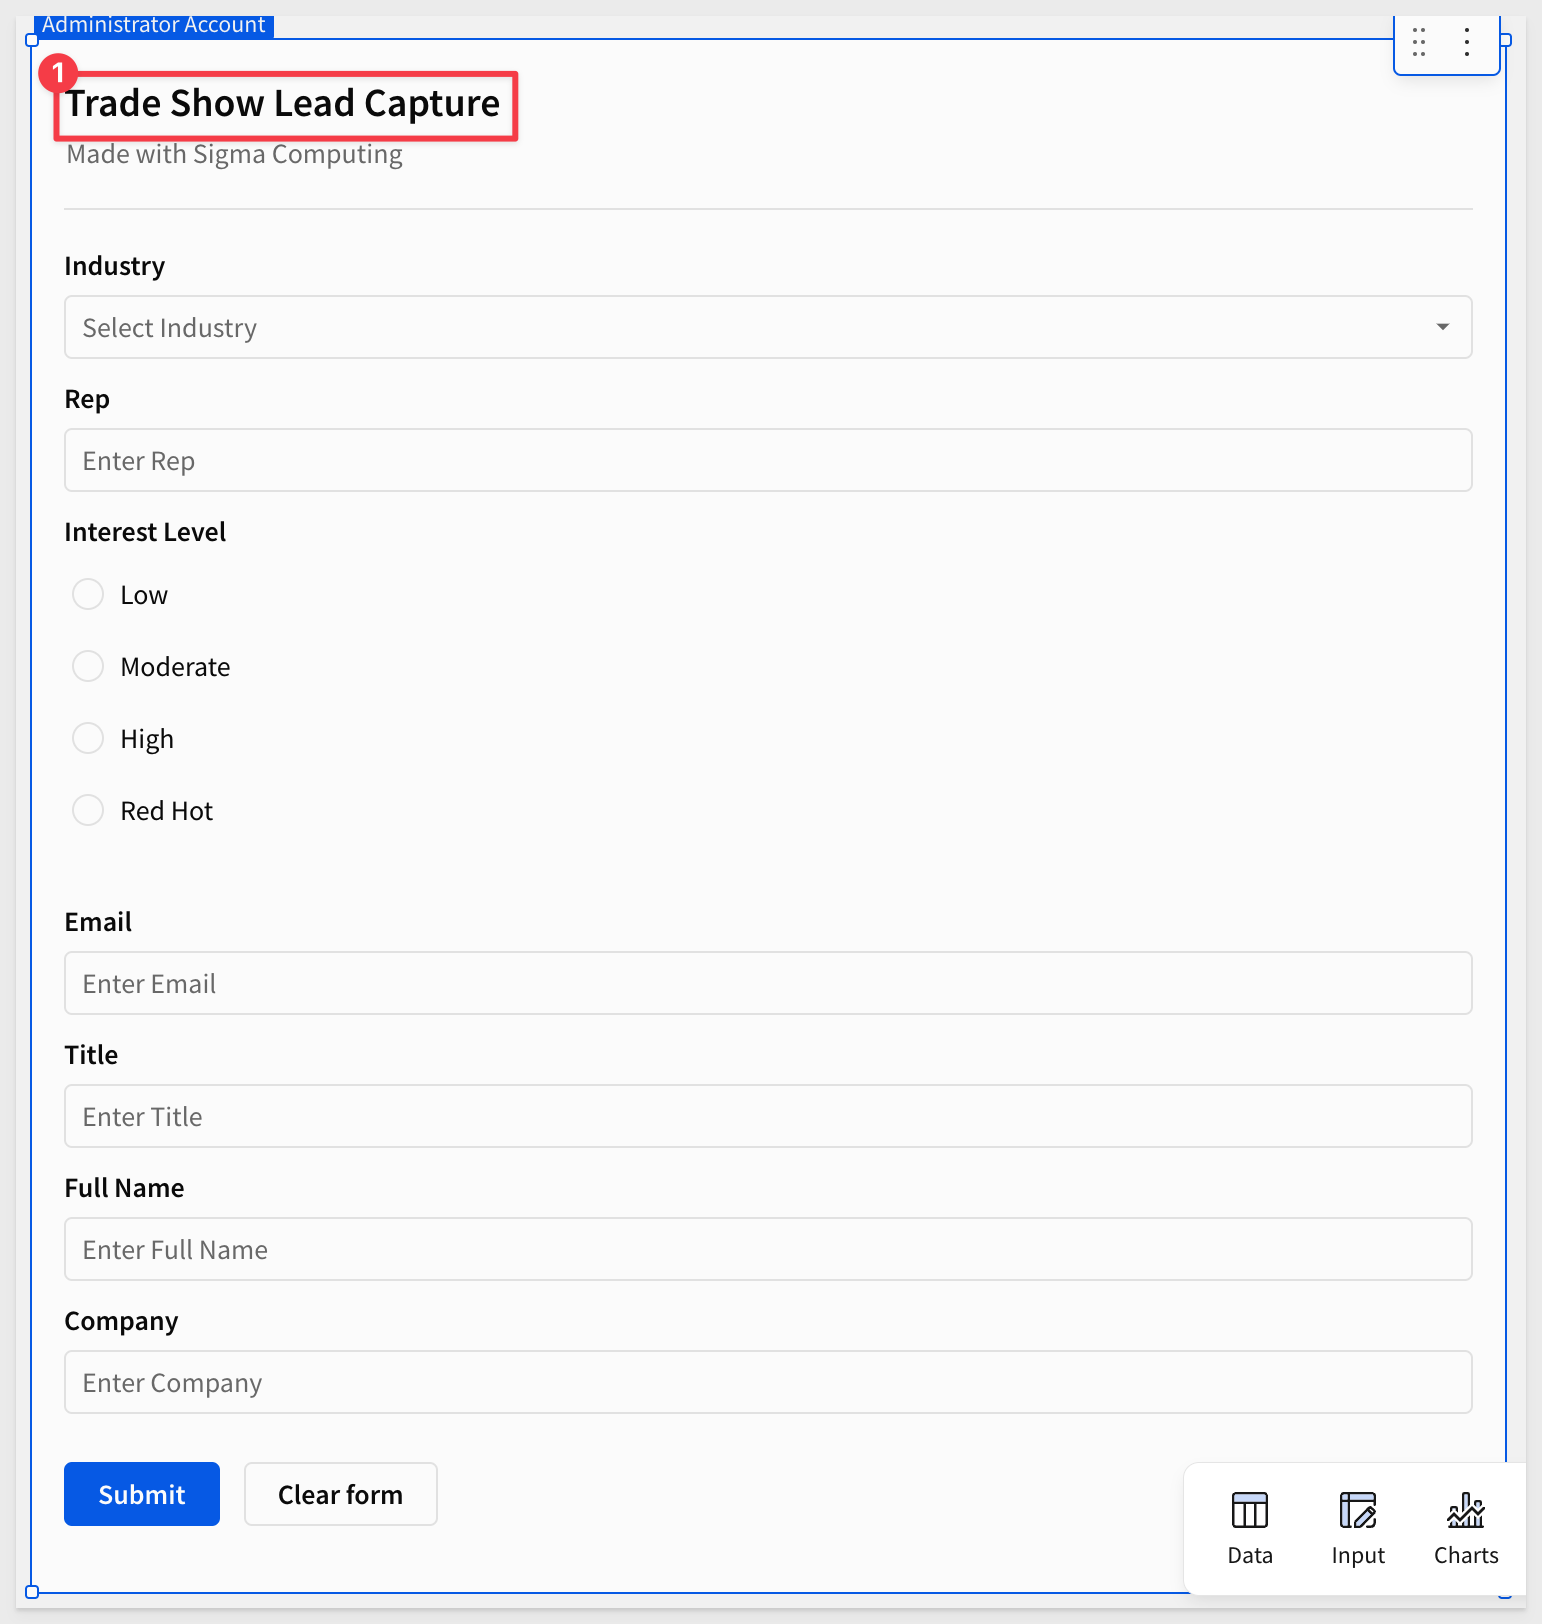 Administrator Account
1
Trade Show Lead Capture
Made with Sigma Computing
Industry
Select Industry
Rep
Enter Rep
Interest Level
Low
Moderate
High
Red Hot
Email
Enter Email
Title
Enter Title
Full Name
Enter Full Name
Company
Enter Company
Submit Clear form
Data Input Charts